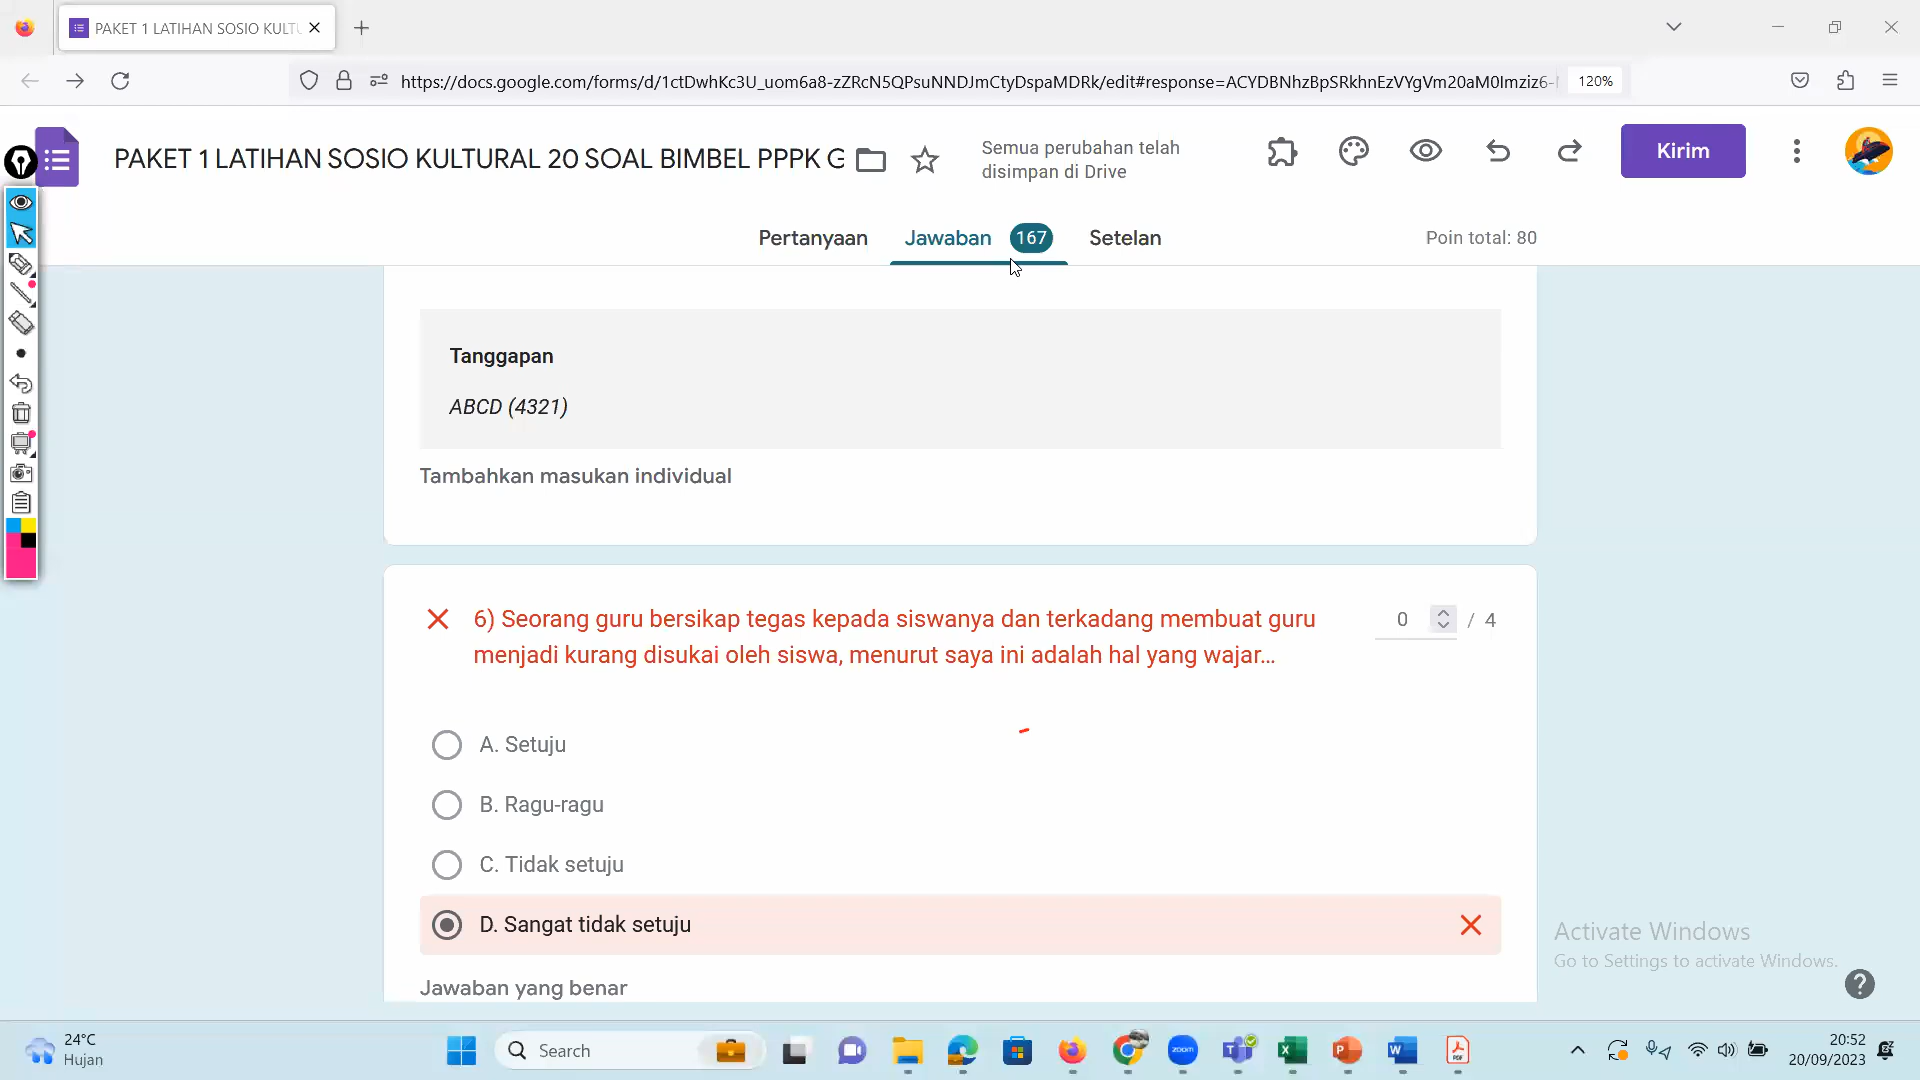 PAKET 1 LATIHAN SOSIO KULTU
https://docs.google.com/forms/d/1ctDwhKc3U_uom6a8-zZRcN5QPsuNNDJmCtyDspaMDRk/edit#response=ACYDBNhzBpSRkhnEzVYgVm20aM0Imziz6-
120%
PAKET 1 LATIHAN SOSIO KULTURAL 20 SOAL BIMBEL PPPK G
Semua perubahan telah
disimpan di Drive
Kirim
Pertanyaan
Jawaban 167
Setelan
Poin total: 80
Tanggapan
ABCD (4321)
Tambahkan masukan individual
6) Seorang guru bersikap tegas kepada siswanya dan terkadang membuat guru
menjadi kurang disukai oleh siswa, menurut saya ini adalah hal yang wajar...
0 / 4
A. Setuju
B. Ragu-ragu
C. Tidak setuju
D. Sangat tidak setuju
Jawaban yang benar
Activate Windows
Go to Settings to activate Windows.
24°C
Hujan
Search
zoom
20:52
20/09/2023